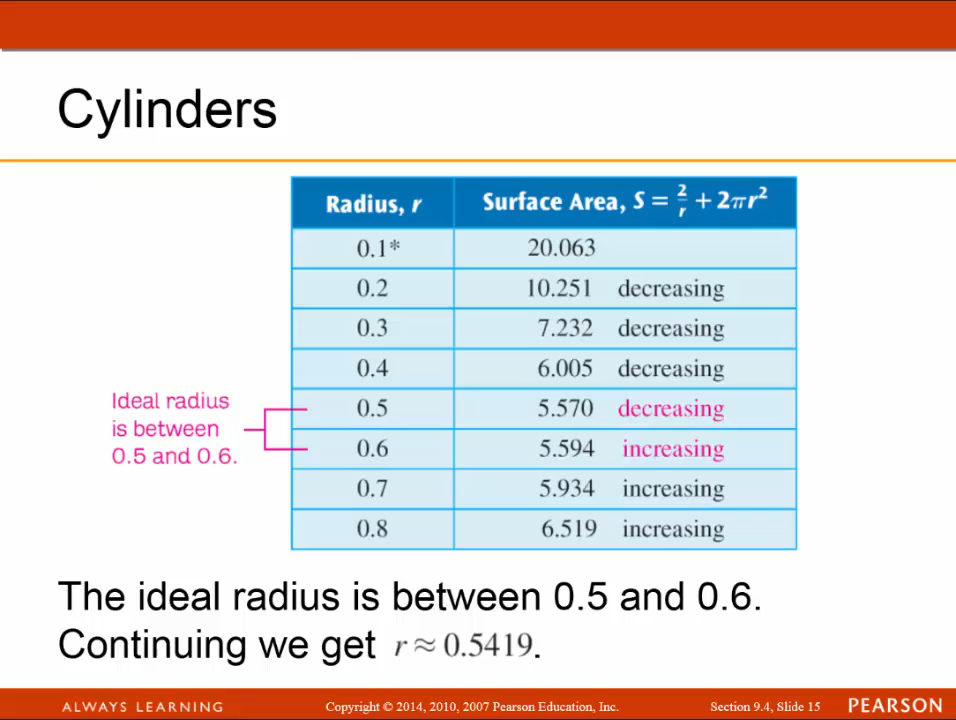 Cylinders
Radius, r Surface Area, S = 2/r + 2πr²
0.1* 20.063
0.2 10.251 decreasing
0.3 7.232 decreasing
0.4 6.005 decreasing
0.5 5.570 decreasing
0.6 5.594 increasing
0.7 5.934 increasing
0.8 6.519 increasing
Ideal radius
is between
0.5 and 0.6.
The ideal radius is between 0.5 and 0.6.
Continuing we get r ≈ 0.5419.
ALWAYS LEARNING Copyright © 2014, 2010, 2007 Pearson Education, Inc. Section 9.4, Slide 15 PEARSON